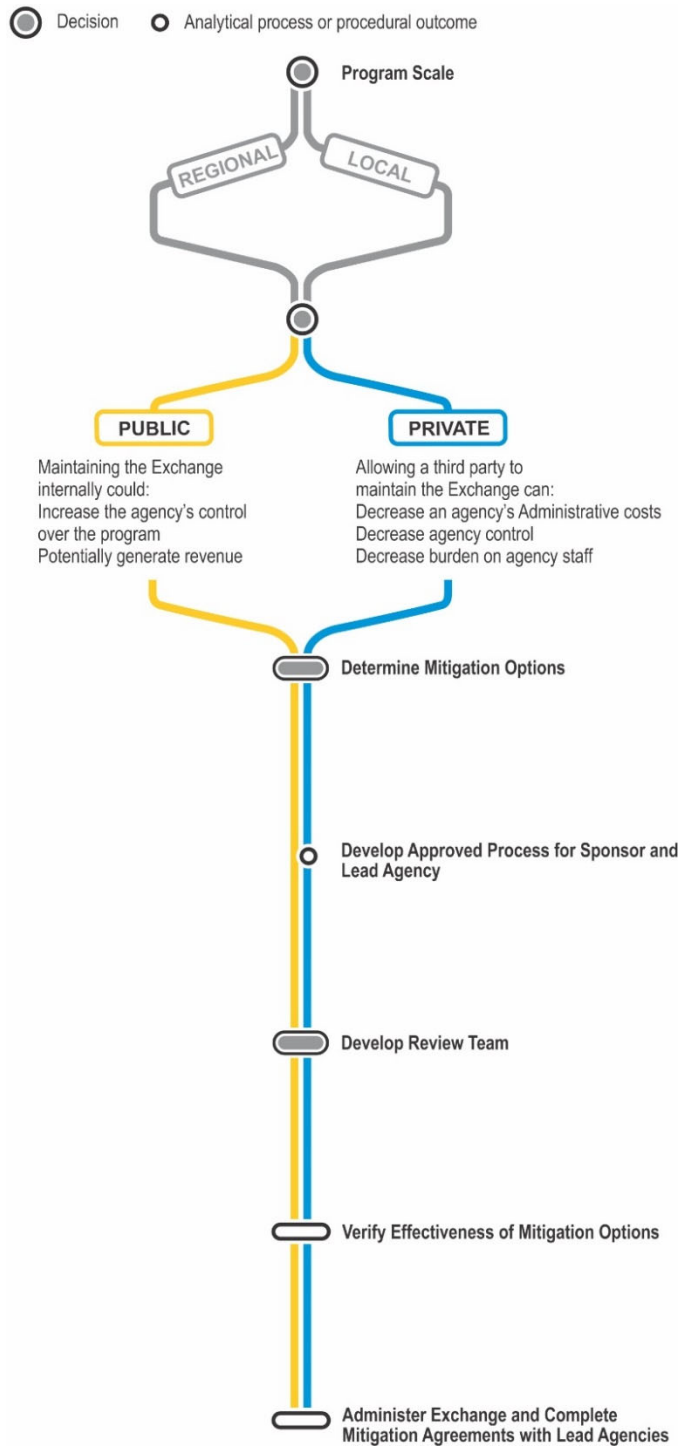 Decision
Analytical process or procedural outcome
Program Scale
REGIONAL
LOCAL
PUBLIC
Maintaining the Exchange
internally could:
Increase the agency's control
over the program
Potentially generate revenue
PRIVATE
Allowing a third party to
maintain the Exchange can:
Decrease an agency's Administrative costs
Decrease agency control
Decrease burden on agency staff
Determine Mitigation Options
Develop Approved Process for Sponsor and
Lead Agency
Develop Review Team
Verify Effectiveness of Mitigation Options
Administer Exchange and Complete
Mitigation Agreements with Lead Agencies